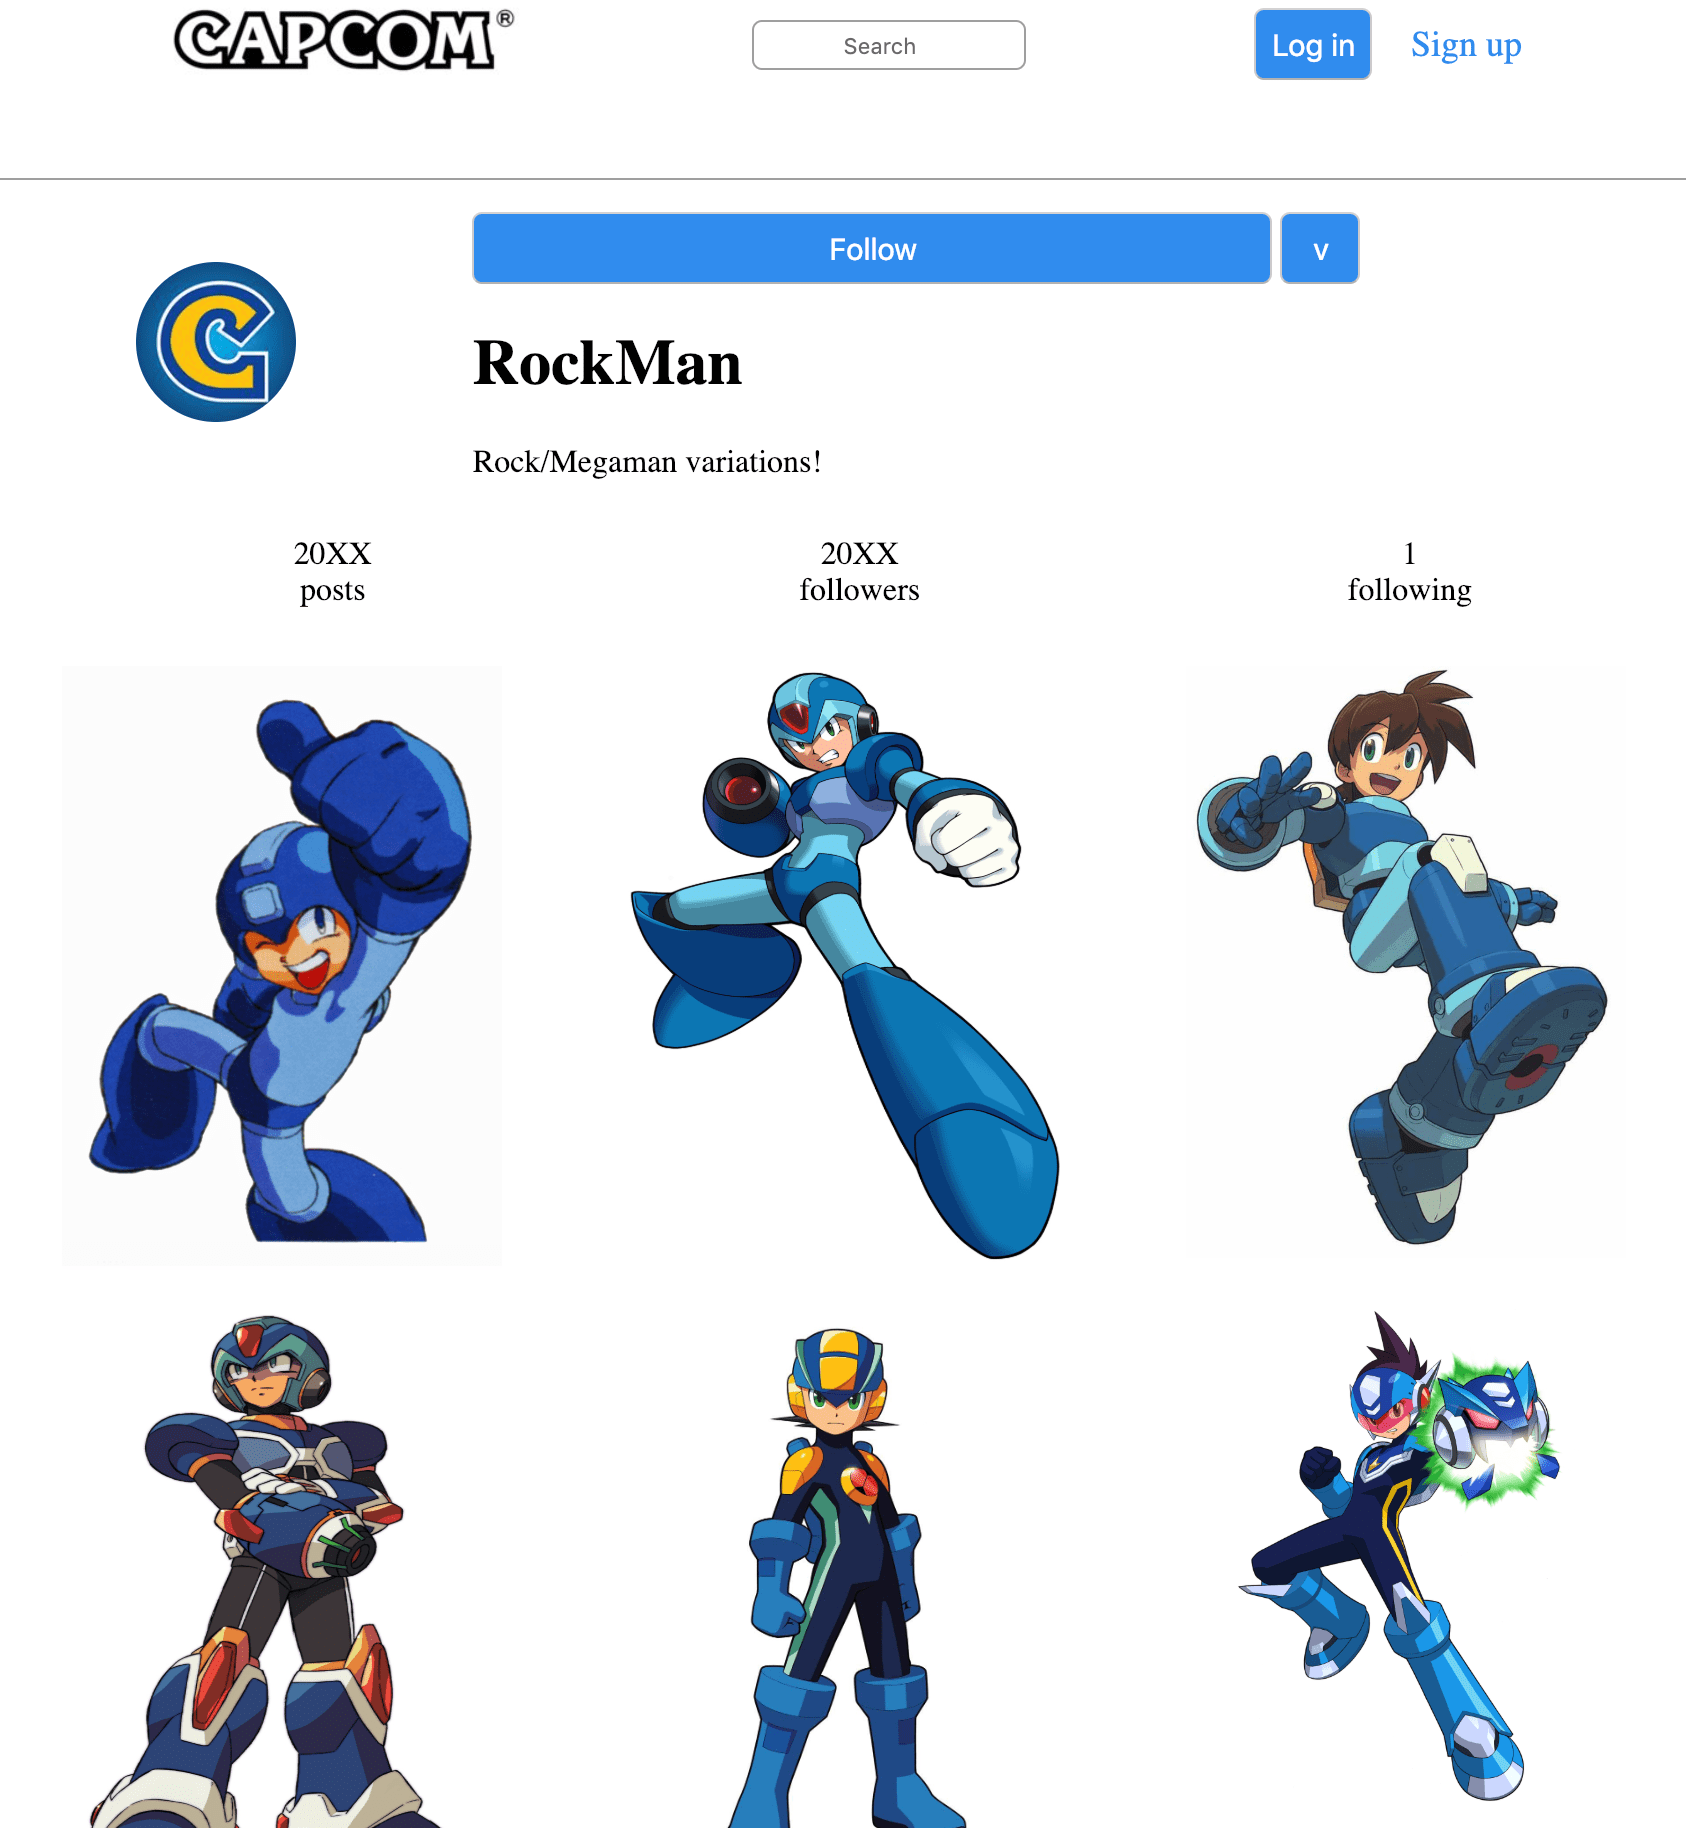 CAPCOM®
Search
Log in
Sign up
Follow
v
RockMan
Rock/Megaman variations!
20XX
posts
20XX
followers
1
following